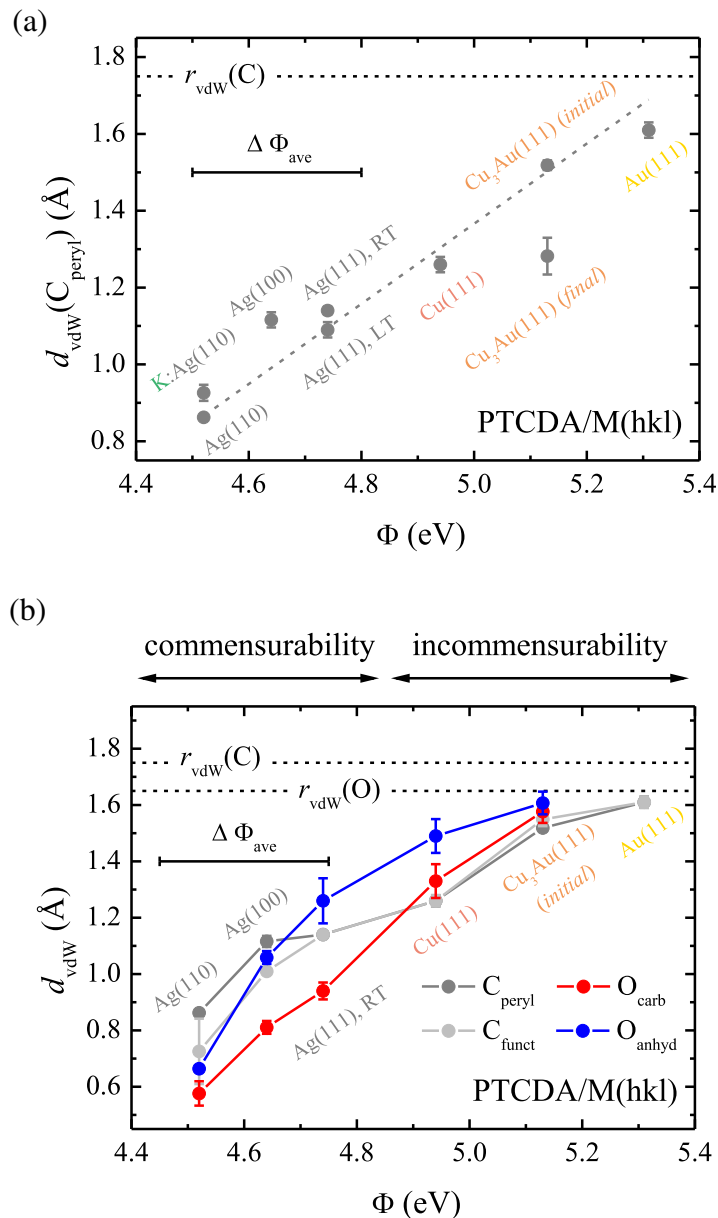 (a)
1.8
1.6
1.4
1.2
1.0
0.8
d_vdW(C_peryl) (Å)
r_vdW(C)
Δ Φ_ave
K:Ag(110)
Ag(110)
Ag(100)
Ag(111), RT
Ag(111), LT
Cu(111)
Cu₃Au(111) (initial)
Cu₃Au(111) (final)
Au(111)
PTCDA/M(hkl)
4.4 4.6 4.8 5.0 5.2 5.4
Φ (eV)
(b)
commensurability incommensurability
1.8
1.6
1.4
1.2
1.0
0.8
0.6
d_vdW (Å)
r_vdW(C)
r_vdW(O)
Δ Φ_ave
Ag(110)
Ag(100)
Ag(111), RT
Cu(111)
Cu₃Au(111)
(initial)
Au(111)
C_peryl O_carb
C_funct O_anhyd
PTCDA/M(hkl)
4.4 4.6 4.8 5.0 5.2 5.4
Φ (eV)